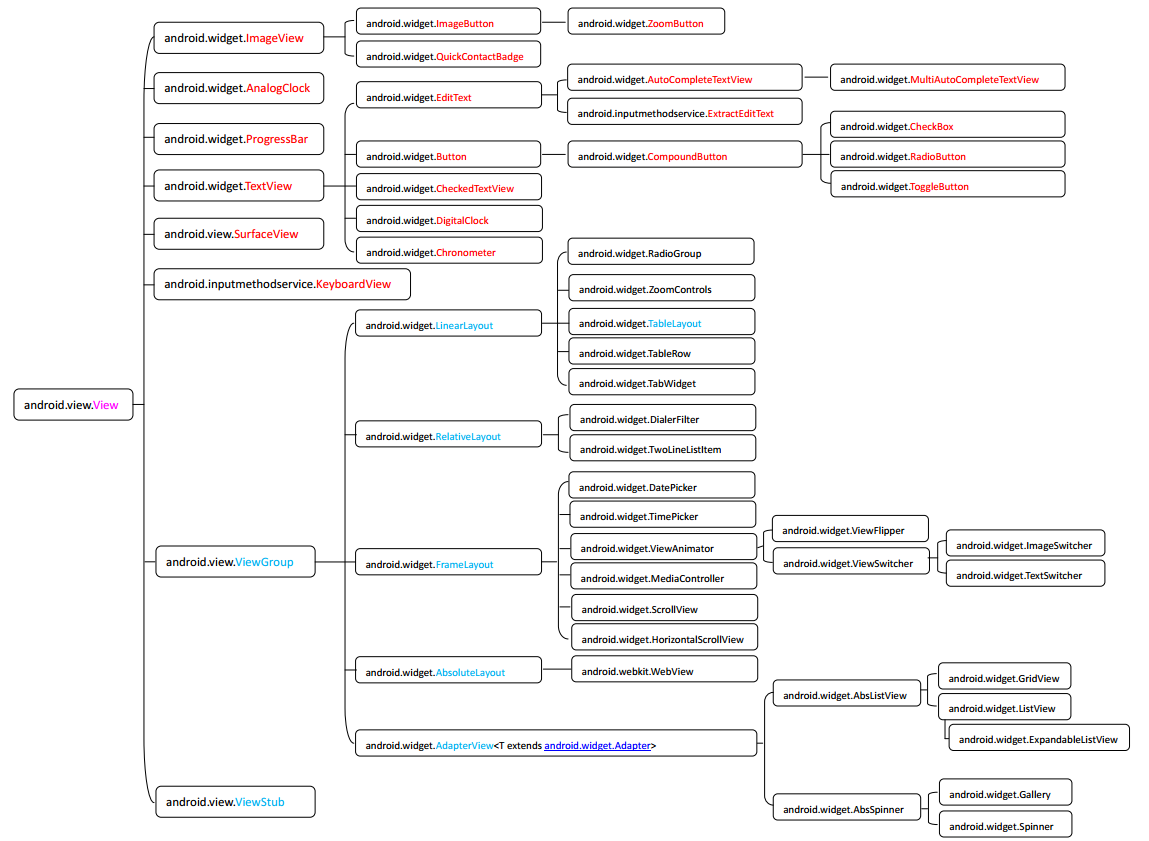 android.widget.ImageButton
android.widget.ZoomButton
android.widget.ImageView
android.widget.QuickContactBadge
android.widget.AutoCompleteTextView
android.widget.MultiAutoCompleteTextView
android.widget.AnalogClock
android.widget.EditText
android.inputmethodservice.ExtractEditText
android.widget.CheckBox
android.widget.ProgressBar
android.widget.Button
android.widget.CompoundButton
android.widget.RadioButton
android.widget.TextView
android.widget.CheckedTextView
android.widget.ToggleButton
android.widget.DigitalClock
android.view.SurfaceView
android.widget.Chronometer
android.widget.RadioGroup
android.inputmethodservice.KeyboardView
android.widget.ZoomControls
android.widget.LinearLayout
android.widget.TableLayout
android.widget.TableRow
android.widget.TabWidget
android.view.View
android.widget.DialerFilter
android.widget.RelativeLayout
android.widget.TwoLineListItem
android.widget.DatePicker
android.widget.TimePicker
android.widget.ViewFlipper
android.widget.ViewAnimator
android.widget.ImageSwitcher
android.view.ViewGroup
android.widget.FrameLayout
android.widget.ViewSwitcher
android.widget.MediaController
android.widget.TextSwitcher
android.widget.ScrollView
android.widget.HorizontalScrollView
android.widget.AbsoluteLayout
android.webkit.WebView
android.widget.GridView
android.widget.AbsListView
android.widget.ListView
android.widget.AdapterView<T extends android.widget.Adapter>
android.widget.ExpandableListView
android.view.ViewStub
android.widget.Gallery
android.widget.AbsSpinner
android.widget.Spinner